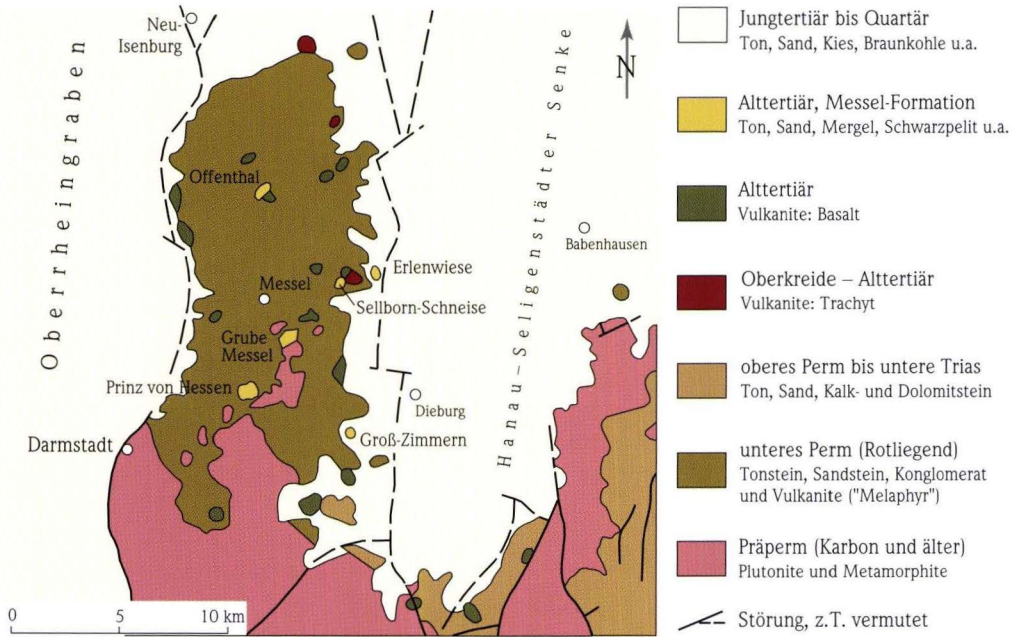 Neu-
Isenburg
Oberrheingraben
Hanau–Seligenstädter Senke
N
Offenthal
Babenhausen
Erlenwiese
Messel
Sellborn-Schneise
Grube
Messel
Prinz von Hessen
Dieburg
Darmstadt
Groß-Zimmern
0 5 10 km
Jungtertiär bis Quartär
Ton, Sand, Kies, Braunkohle u.a.
Alttertiär, Messel-Formation
Ton, Sand, Mergel, Schwarzpelit u.a.
Alttertiär
Vulkanite: Basalt
Oberkreide – Alttertiär
Vulkanite: Trachyt
oberes Perm bis untere Trias
Ton, Sand, Kalk- und Dolomitstein
unteres Perm (Rotliegend)
Tonstein, Sandstein, Konglomerat
und Vulkanite ("Melaphyr")
Präperm (Karbon und älter)
Plutonite und Metamorphite
Störung, z.T. vermutet